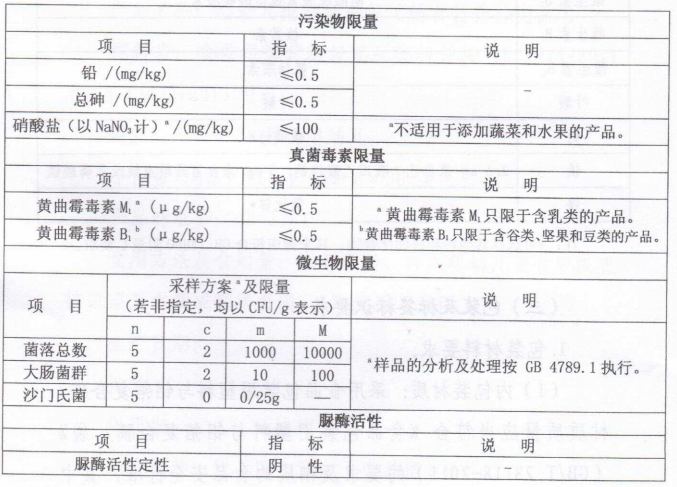 污染物限量
项 目 指 标 说 明
铅 /(mg/kg) ≤0.5 –
总砷 /(mg/kg) ≤0.5
硝酸盐（以 NaNO₃计）ᵃ/(mg/kg) ≤100 ᵃ不适用于添加蔬菜和水果的产品。
真菌毒素限量
项 目 指 标 说 明
黄曲霉毒素 M₁ᵃ（μg/kg) ≤0.5 ᵃ黄曲霉毒素 M₁只限于含乳类的产品。
黄曲霉毒素 B₁ᵇ（μg/kg) ≤0.5 ᵇ黄曲霉毒素 B₁只限于含谷类、坚果和豆类的产品。
微生物限量
项 目 采样方案ᵃ及限量 说 明
（若非指定，均以 CFU/g 表示）
n c m M
菌落总数 5 2 1000 10000
大肠菌群 5 2 10 100 ᵃ样品的分析及处理按 GB 4789.1 执行。
沙门氏菌 5 0 0/25g
脲酶活性
项 目 指 标 说 明
脲酶活性定性 阴 性